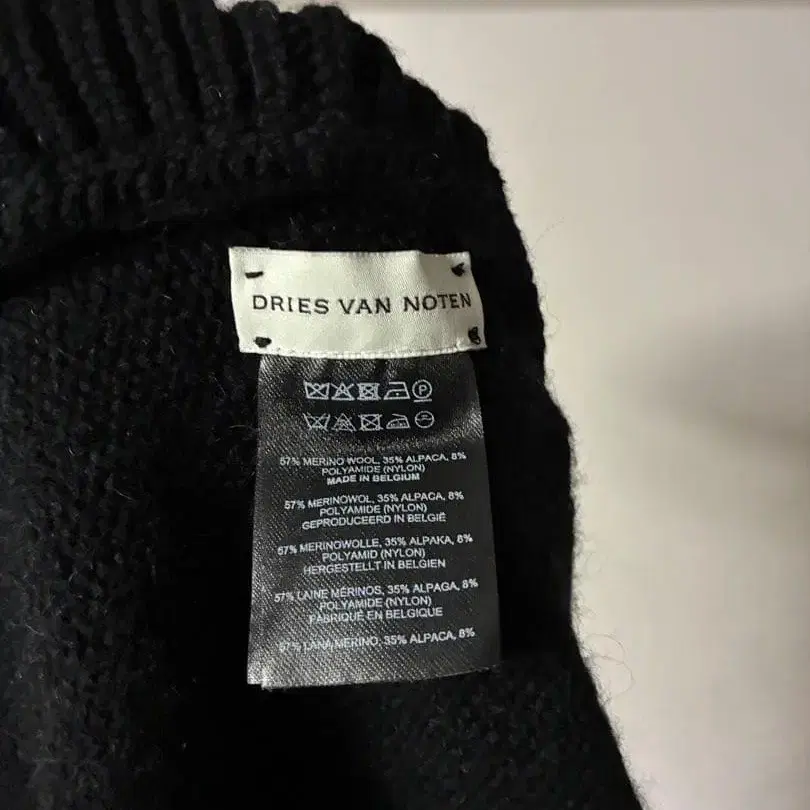 DRIES VAN NOTEN
P
57% MERINO WOOL, 35% ALPACA, 8%
POLYAMIDE (NYLON)
MADE IN BELGIUM
57% MERINOWOL, 35% ALPACA, 8%
POLYAMIDE (NYLON)
GEPRODUCEERD IN BELGIË
57% MERINOWOLLE, 35% ALPAKA, 8%
POLYAMID (NYLON)
HERGESTELLT IN BELGIEN
57% LAINE MÉRINOS, 35% ALPAGA, 8%
POLYAMIDE (NYLON)
FABRIQUÉ EN BELGIQUE
57% LANA MERINO, 35% ALPACA, 8%